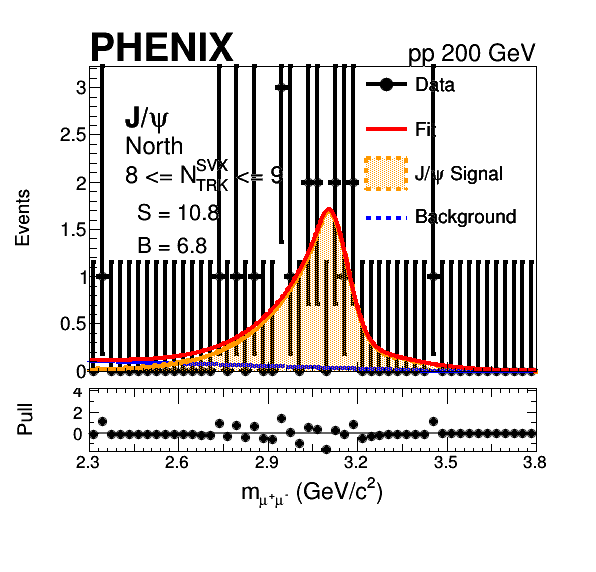 PHENIX pp 200 GeV
3
2.5
2
1.5
1
0.5
0
Events
J/ψ
North
8 <= N^SVX_TRK <= 9
S = 10.8
B = 6.8
Data
Fit
J/ψ Signal
Background
4
2
0
Pull
2.3 2.6 2.9 3.2 3.5 3.8
m_μ⁺μ⁻ (GeV/c²)